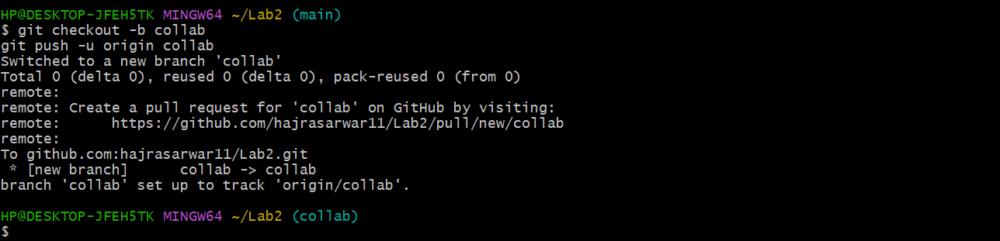 HP@DESKTOP-JFEH5TK MINGW64 ~/Lab2 (main)
$ git checkout -b collab
git push -u origin collab
Switched to a new branch 'collab'
Total 0 (delta 0), reused 0 (delta 0), pack-reused 0 (from 0)
remote:
remote: Create a pull request for 'collab' on GitHub by visiting:
remote:      https://github.com/hajrasarwar11/Lab2/pull/new/collab
remote:
To github.com:hajrasarwar11/Lab2.git
 * [new branch]      collab -> collab
branch 'collab' set up to track 'origin/collab'.
HP@DESKTOP-JFEH5TK MINGW64 ~/Lab2 (collab)
$